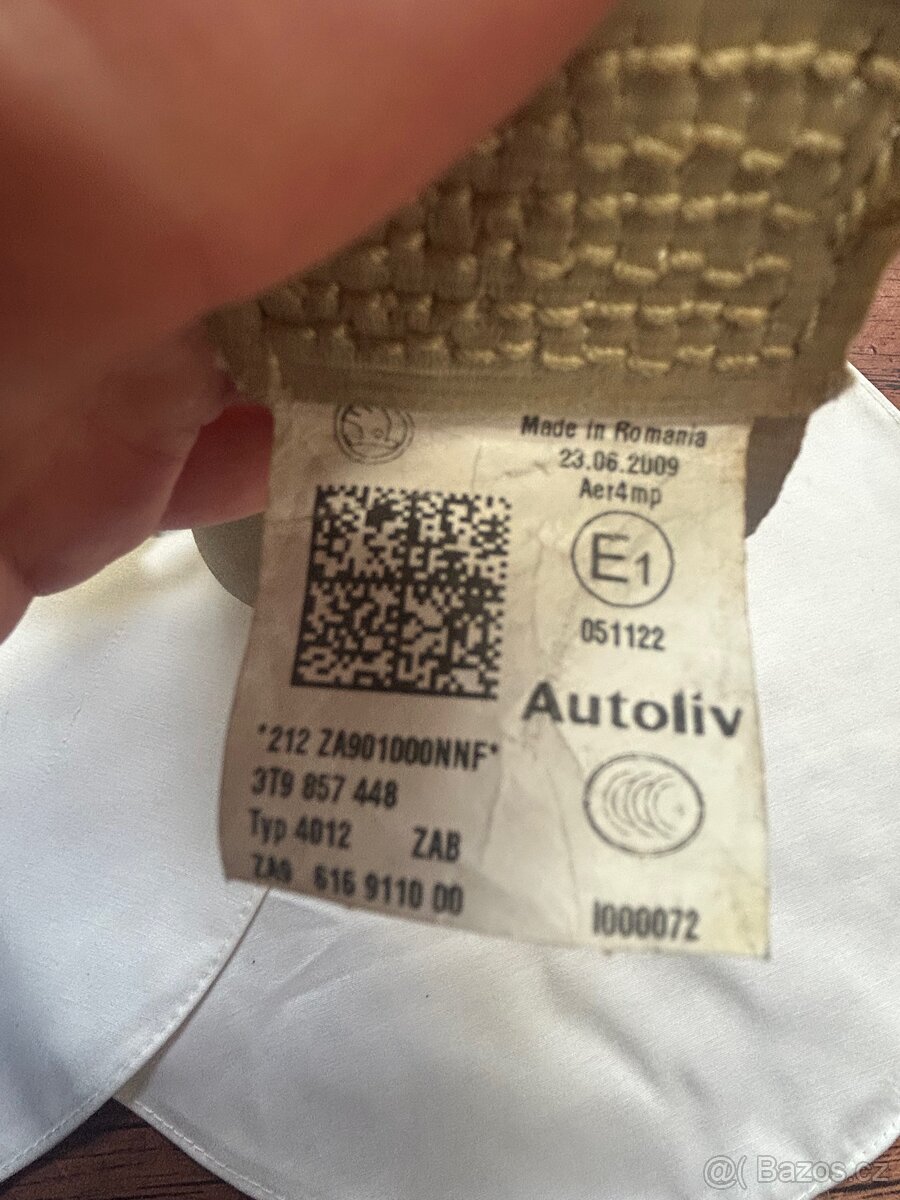 Made in Romania
23.06.2009
Aer4mp
E1
051122
Autoliv
*212 ZA901000NNF*
3T9 857 448
Typ 4012 ZAB
616 9110 00
I000072
@( Bazos.cz